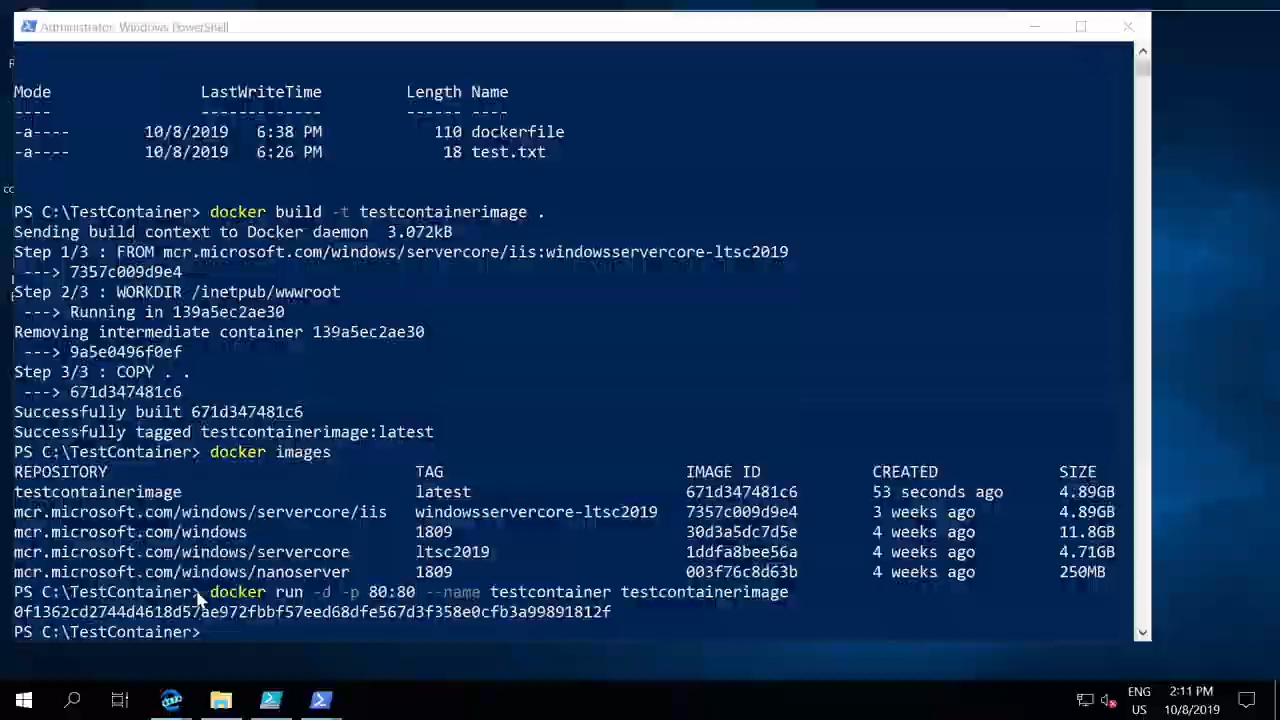 Administrator: Windows PowerShell
Mode LastWriteTime Length Name
---- ------------- ------ ----
-a---- 10/8/2019 6:38 PM 110 dockerfile
-a---- 10/8/2019 6:26 PM 18 test.txt
PS C:\TestContainer> docker build -t testcontainerimage .
Sending build context to Docker daemon 3.072kB
Step 1/3 : FROM mcr.microsoft.com/windows/servercore/iis:windowsservercore-ltsc2019
---> 7357c009d9e4
Step 2/3 : WORKDIR /inetpub/wwwroot
---> Running in 139a5ec2ae30
Removing intermediate container 139a5ec2ae30
---> 9a5e0496f0ef
Step 3/3 : COPY . .
---> 671d347481c6
Successfully built 671d347481c6
Successfully tagged testcontainerimage:latest
PS C:\TestContainer> docker images
REPOSITORY TAG IMAGE ID CREATED SIZE
testcontainerimage latest 671d347481c6 53 seconds ago 4.89GB
mcr.microsoft.com/windows/servercore/iis windowsservercore-ltsc2019 7357c009d9e4 3 weeks ago 4.89GB
mcr.microsoft.com/windows 1809 30d3a5dc7d5e 4 weeks ago 11.8GB
mcr.microsoft.com/windows/servercore ltsc2019 1ddfa8bee56a 4 weeks ago 4.71GB
mcr.microsoft.com/windows/nanoserver 1809 003f76c8d63b 4 weeks ago 250MB
PS C:\TestContainer> docker run -d -p 80:80 --name testcontainer testcontainerimage
0f1362cd2744d4618d57ae972fbbf57eed68dfe567d3f358e0cfb3a99891812f
PS C:\TestContainer>
ENG 2:11 PM
US 10/8/2019